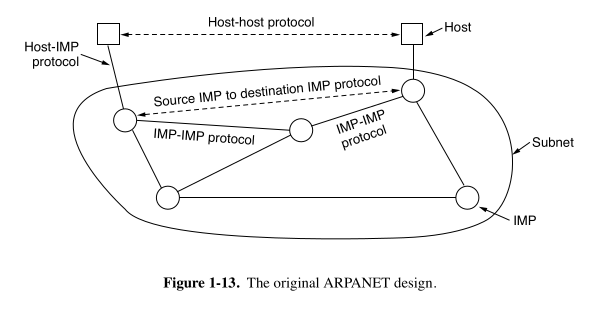 Host-host protocol
Host
Host-IMP
protocol
Source IMP to destination IMP protocol
IMP-IMP protocol
IMP-IMP
protocol
Subnet
IMP
Figure 1-13. The original ARPANET design.